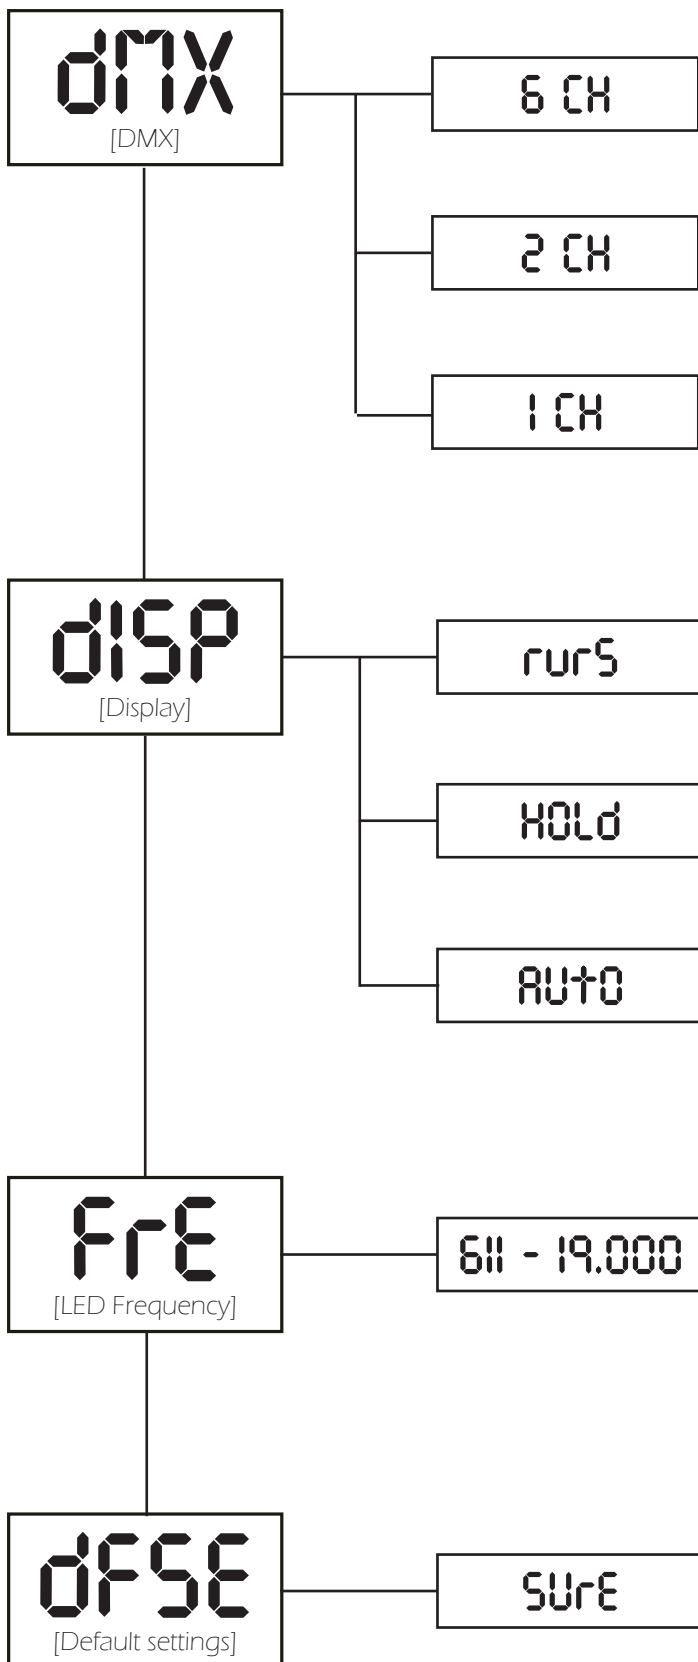 dMX
[DMX]
6 CH
2 CH
1 CH
dISP
[Display]
rurS
HOLd
AUtO
FrE
[LED Frequency]
611 - 19.000
dFSE
[Default settings]
SUrE